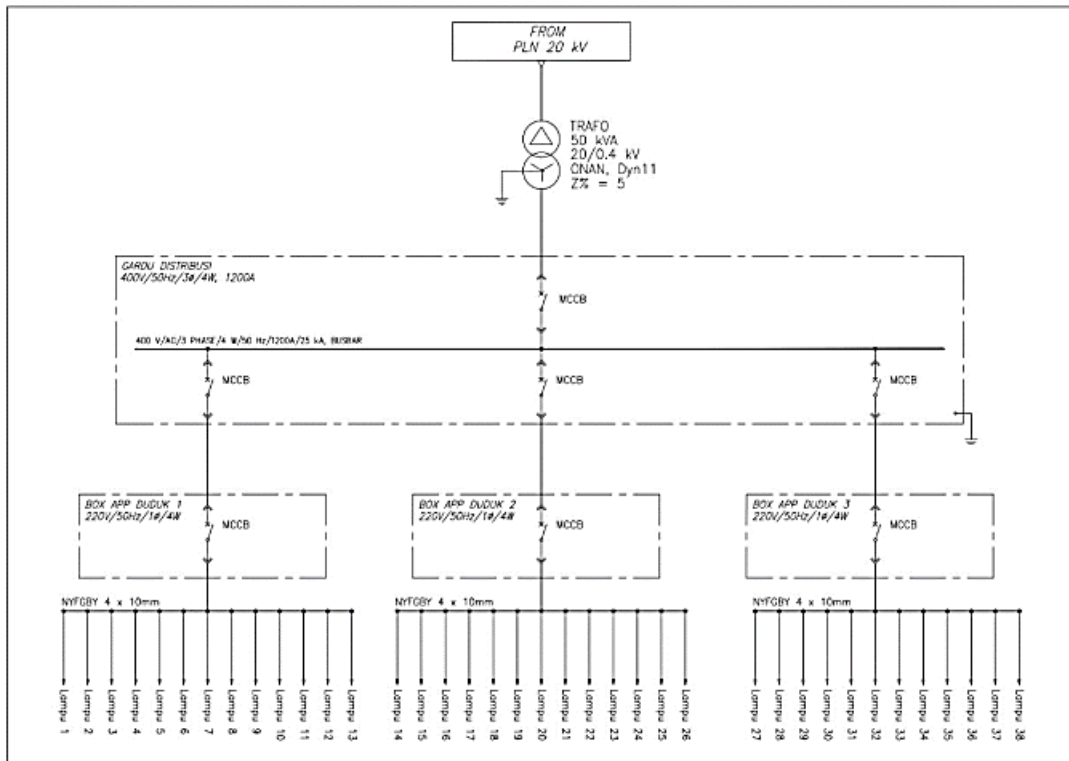 FROM
PLN 20 kV
TRAFO
50 kVA
20/0.4 kV
ONAN, Dyn11
Z% = 5
GARDU DISTRIBUSI
400V/50Hz/3ø/4W, 1200A
MCCB
400 V/AC/3 PHASE/4 W/50 Hz/1200A/25 kA, BUSBAR
MCCB
MCCB
MCCB
BOX APP DUDUK 1
220V/50Hz/1ø/4W
MCCB
BOX APP DUDUK 2
220V/50Hz/1ø/4W
MCCB
BOX APP DUDUK 3
220V/50Hz/1ø/4W
MCCB
NYFGBY 4 x 10mm
NYFGBY 4 x 10mm
NYFGBY 4 x 10mm
Lampu 1
Lampu 2
Lampu 3
Lampu 4
Lampu 5
Lampu 6
Lampu 7
Lampu 8
Lampu 9
Lampu 10
Lampu 11
Lampu 12
Lampu 13
Lampu 14
Lampu 15
Lampu 16
Lampu 17
Lampu 18
Lampu 19
Lampu 20
Lampu 21
Lampu 22
Lampu 23
Lampu 24
Lampu 25
Lampu 26
Lampu 27
Lampu 28
Lampu 29
Lampu 30
Lampu 31
Lampu 32
Lampu 33
Lampu 34
Lampu 35
Lampu 36
Lampu 37
Lampu 38